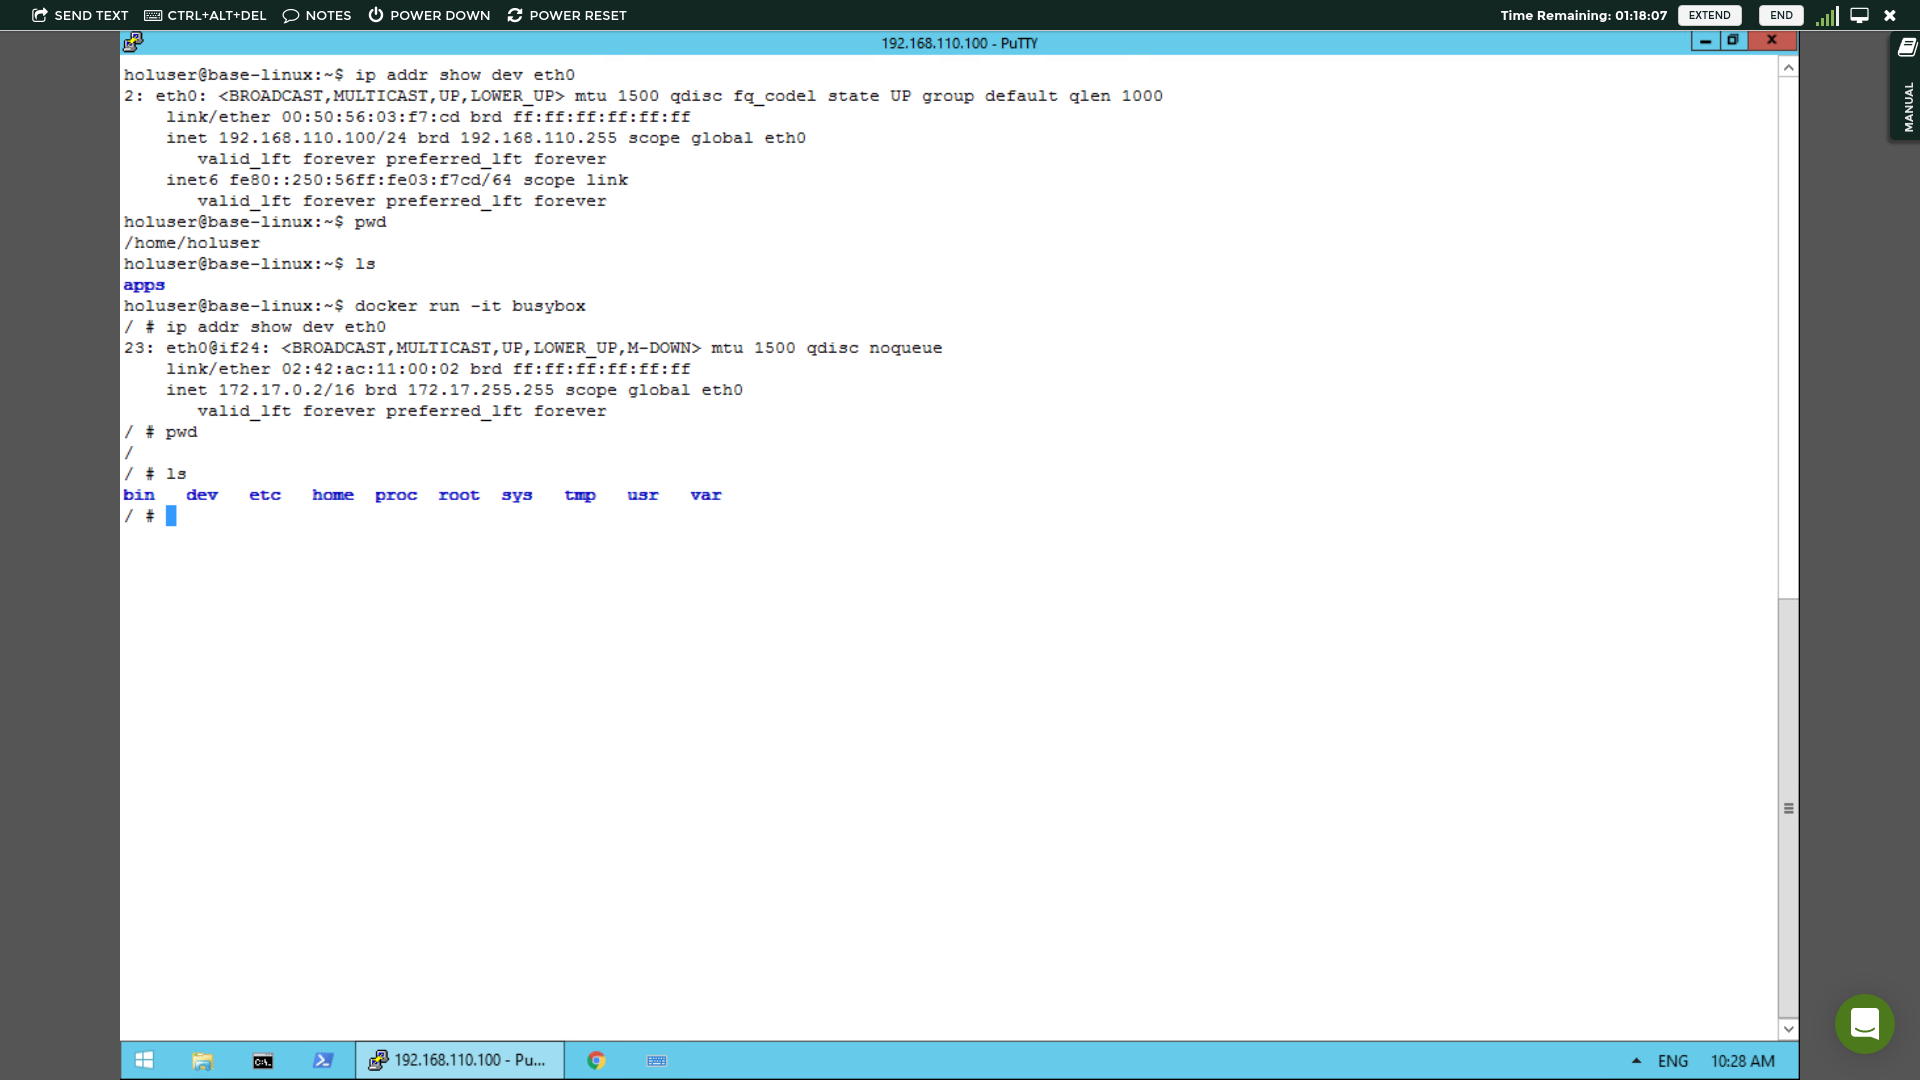 SEND TEXT CTRL+ALT+DEL NOTES POWER DOWN POWER RESET Time Remaining: 01:18:07 EXTEND END
192.168.110.100 - PuTTY
MANUAL
holuser@base-linux:~$ ip addr show dev eth0
2: eth0: <BROADCAST,MULTICAST,UP,LOWER_UP> mtu 1500 qdisc fq_codel state UP group default qlen 1000
    link/ether 00:50:56:03:f7:cd brd ff:ff:ff:ff:ff:ff
    inet 192.168.110.100/24 brd 192.168.110.255 scope global eth0
       valid_lft forever preferred_lft forever
    inet6 fe80::250:56ff:fe03:f7cd/64 scope link
       valid_lft forever preferred_lft forever
holuser@base-linux:~$ pwd
/home/holuser
holuser@base-linux:~$ ls
apps
holuser@base-linux:~$ docker run -it busybox
/ # ip addr show dev eth0
23: eth0@if24: <BROADCAST,MULTICAST,UP,LOWER_UP,M-DOWN> mtu 1500 qdisc noqueue
    link/ether 02:42:ac:11:00:02 brd ff:ff:ff:ff:ff:ff
    inet 172.17.0.2/16 brd 172.17.255.255 scope global eth0
       valid_lft forever preferred_lft forever
/ # pwd
/
/ # ls
bin   dev   etc   home  proc  root  sys   tmp   usr   var
/ #
C:\. 192.168.110.100 - Pu... ENG 10:28 AM